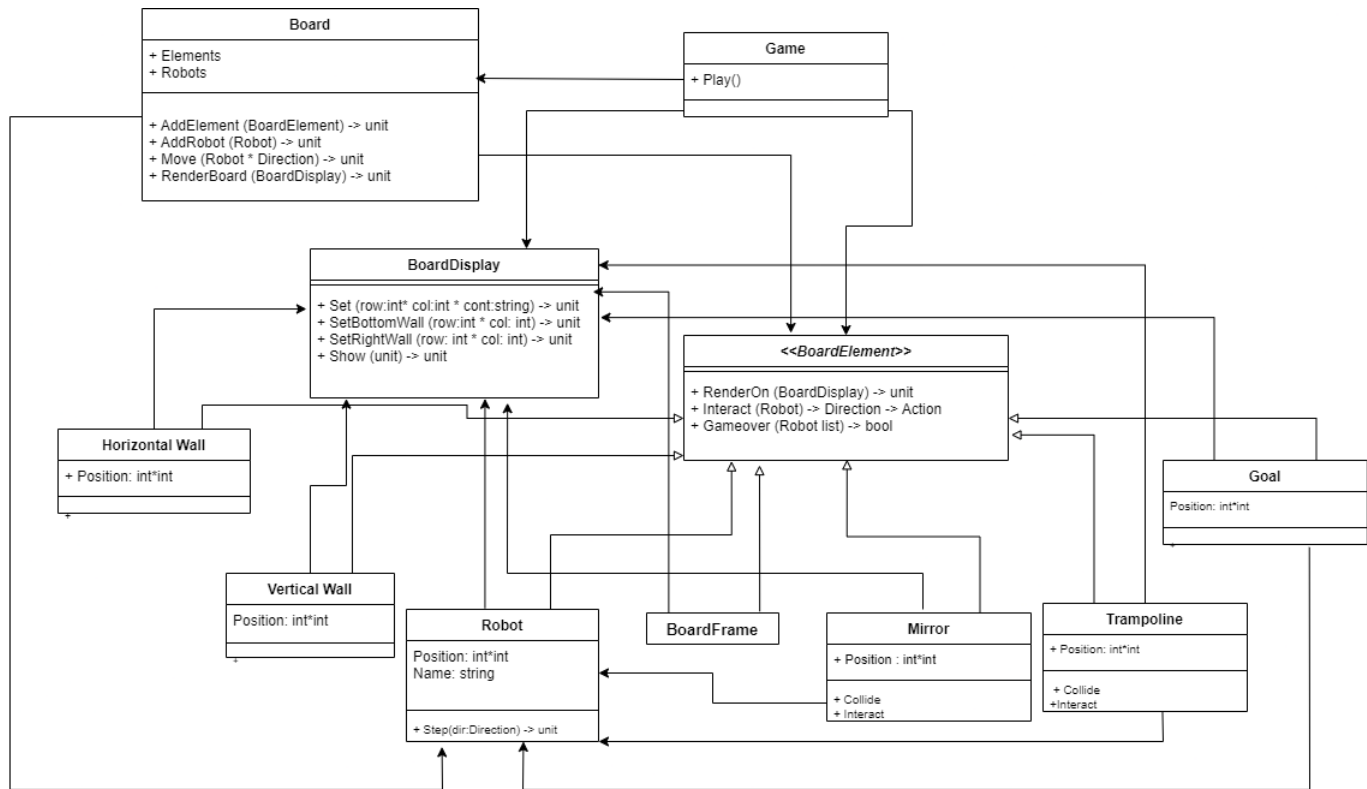 Board
+ Elements
+ Robots
+ AddElement (BoardElement) -> unit
+ AddRobot (Robot) -> unit
+ Move (Robot * Direction) -> unit
+ RenderBoard (BoardDisplay) -> unit
Game
+ Play()
BoardDisplay
+ Set (row:int* col:int * cont:string) -> unit
+ SetBottomWall (row:int * col: int) -> unit
+ SetRightWall (row: int * col: int) -> unit
+ Show (unit) -> unit
<<BoardElement>>
+ RenderOn (BoardDisplay) -> unit
+ Interact (Robot) -> Direction -> Action
+ Gameover (Robot list) -> bool
Horizontal Wall
+ Position: int*int
+
Goal
Position: int*int
+
Vertical Wall
Position: int*int
+
Robot
Position: int*int
Name: string
+ Step(dir:Direction) -> unit
BoardFrame
Mirror
+ Position : int*int
+ Collide
+ Interact
Trampoline
+ Position: int*int
+ Collide
+Interact